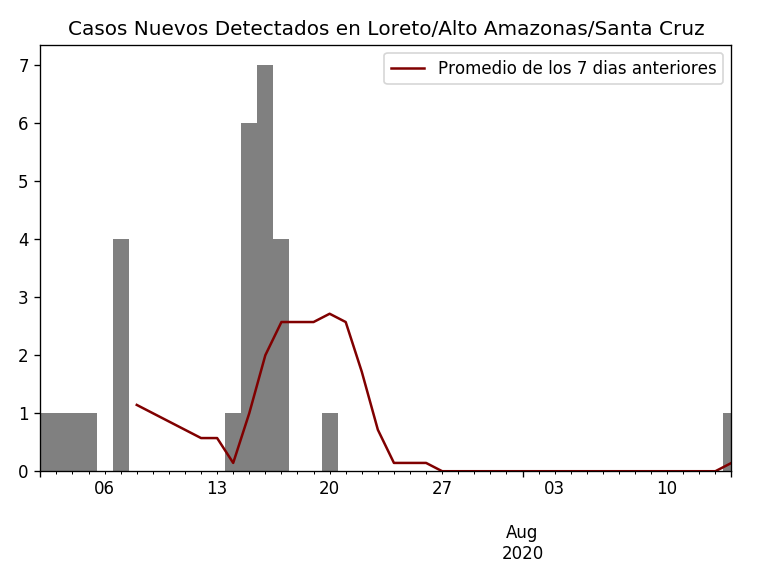 Casos Nuevos Detectados en Loreto/Alto Amazonas/Santa Cruz
Promedio de los 7 dias anteriores
7
6
5
4
3
2
1
0
06 13 20 27 03 10
Aug
2020